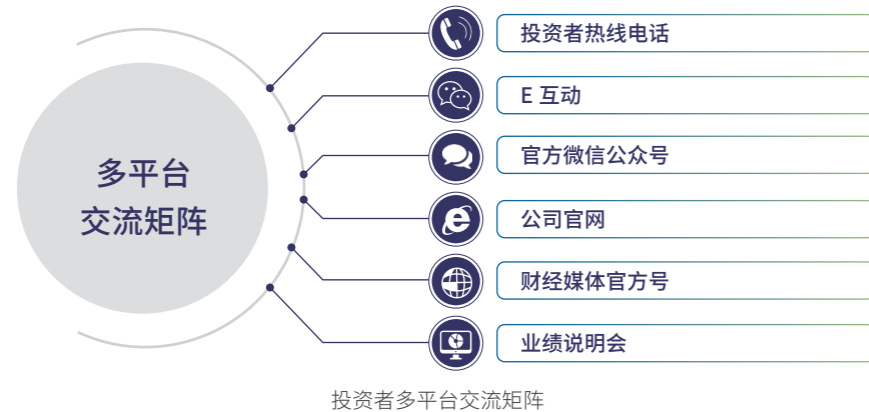 多平台
交流矩阵
投资者热线电话
E 互动
官方微信公众号
公司官网
财经媒体官方号
业绩说明会
投资者多平台交流矩阵